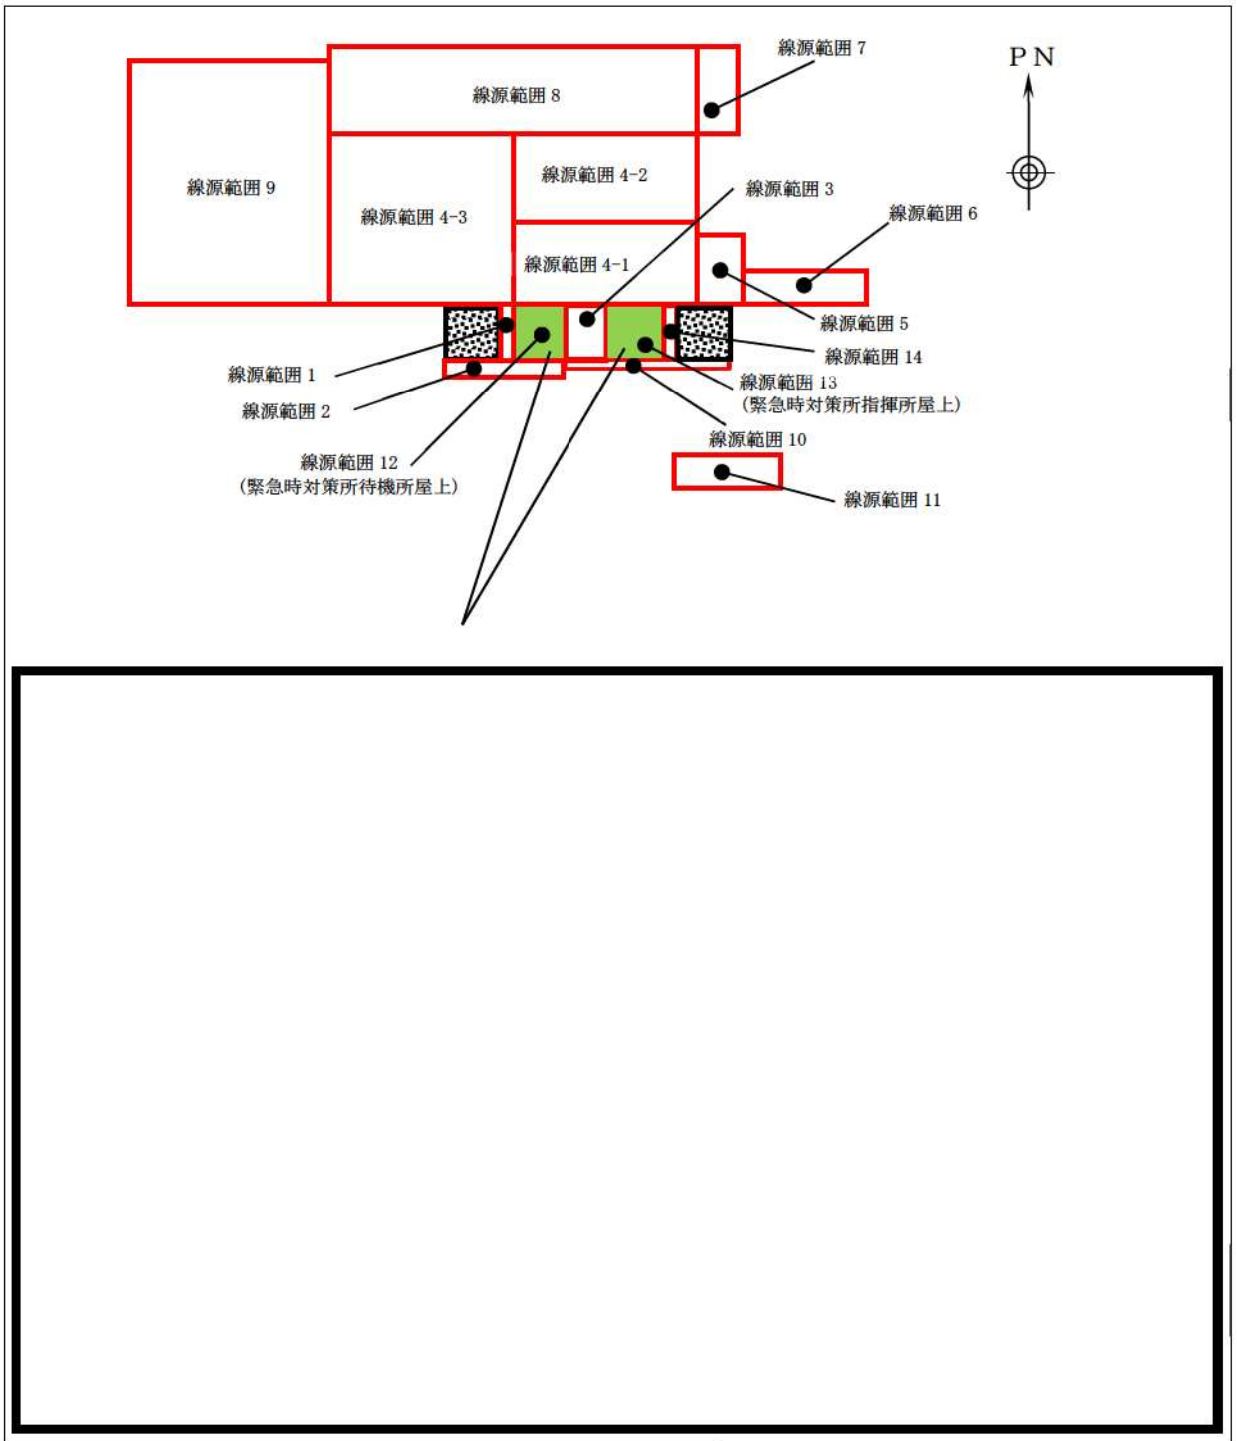 線源範囲 7
PN
線源範囲 8
線源範囲 4-2
線源範囲 3
線源範囲 9
線源範囲 4-3
線源範囲 6
線源範囲 4-1
線源範囲 5
線源範囲 14
線源範囲 1
線源範囲 13
(緊急時対策所指揮所屋上)
線源範囲 2
線源範囲 10
線源範囲 12
(緊急時対策所待機所屋上)
線源範囲 11